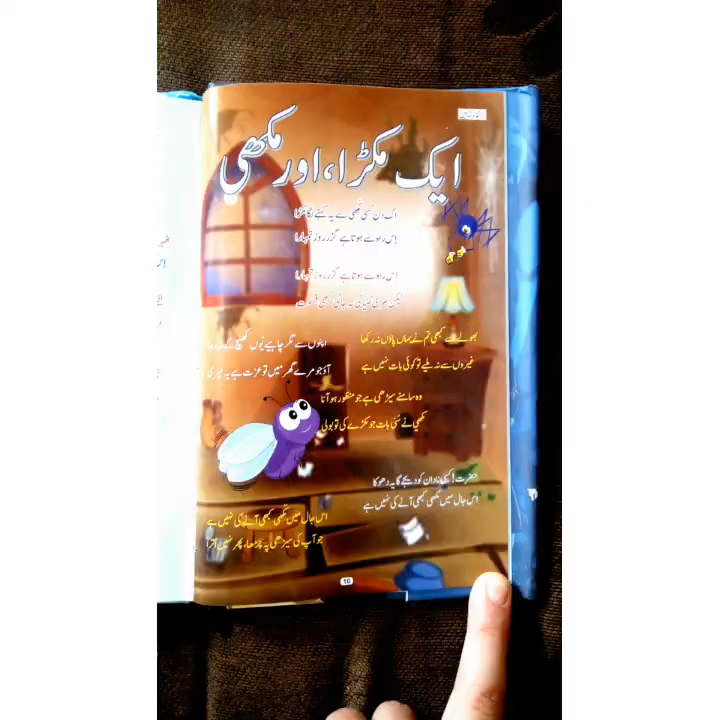 ایک مکڑا، اور مکھی
اک دن کسی مکھی سے یہ کہنے لگا مکڑا
اِس راہ سے ہوتا ہے گزر روز تمہارا
اس راہ سے ہوتا ہے گزر روز تمہارا
لیکن مری کٹیا کی نہ جاگی کبھی قسمت
بھولے سے کبھی تم نے یہاں پاؤں نہ رکھا
غیروں سے نہ ملیے تو کوئی بات نہیں ہے
اپنوں سے مگر چاہیے یوں کھنچ کے نہ
آؤ جو مرے گھر میں تو عزت ہے یہ میری
وہ سامنے سیڑھی ہے جو منظور ہو آنا
مکھی نے سنی بات جو مکڑے کی تو بولی
حضرت! کسی نادان کو دیجے گا یہ دھوکا
اس جال میں مکھی کبھی آنے کی نہیں ہے
اس جال میں مکھی کبھی آنے کی نہیں ہے
جو آپ کی سیڑھی پہ چڑھا، پھر نہیں اترا
10